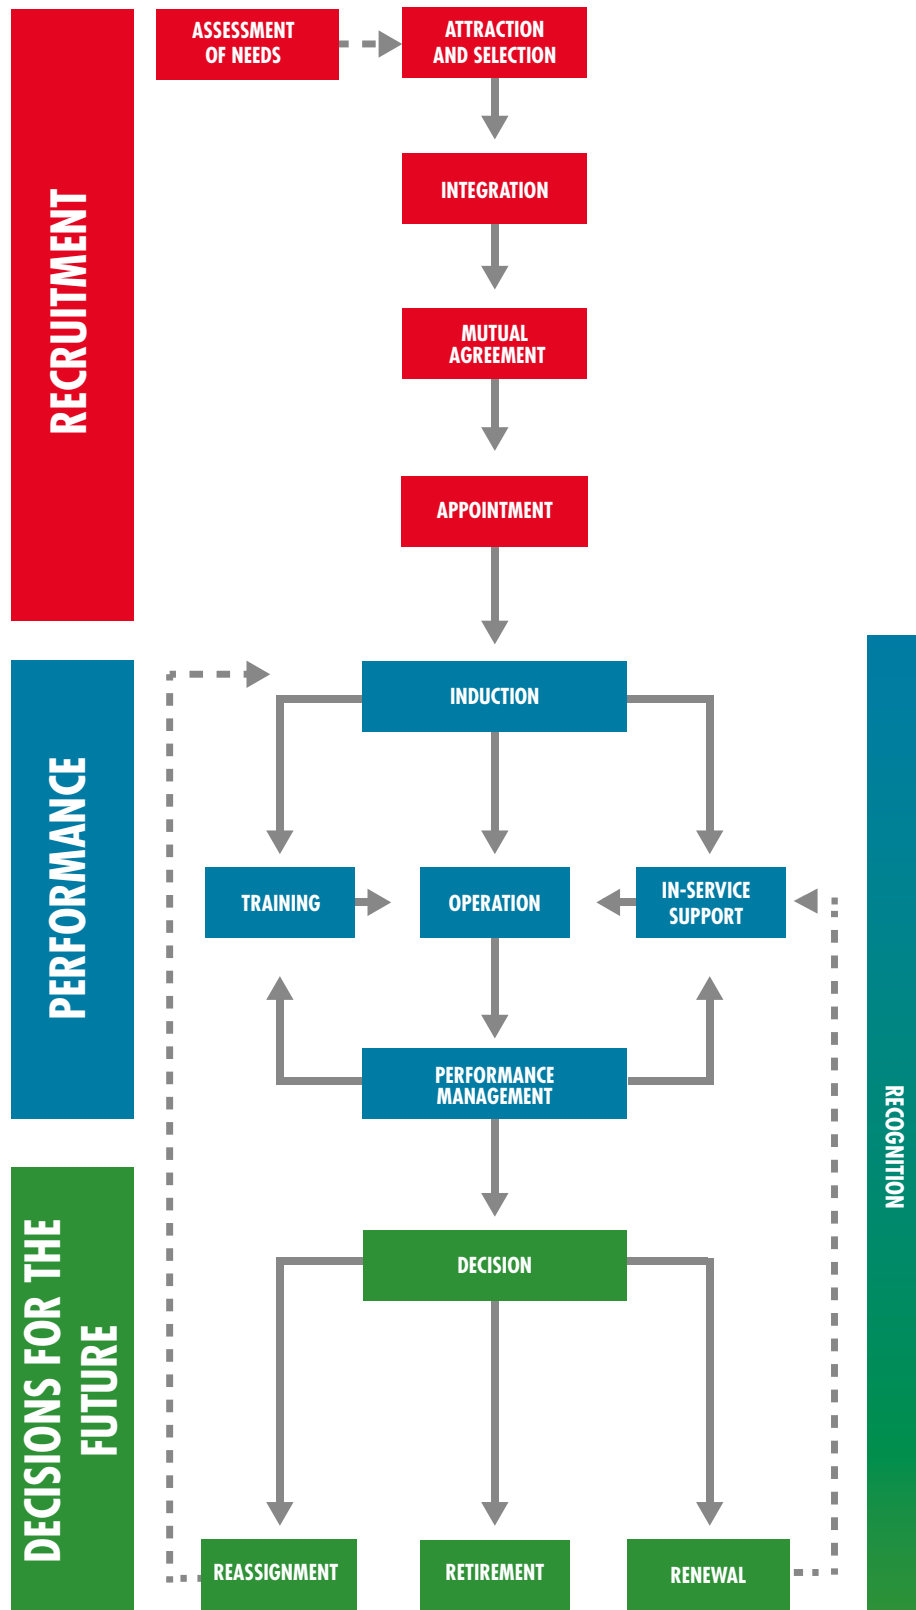 RECRUITMENT
ASSESSMENT
OF NEEDS
ATTRACTION
AND SELECTION
INTEGRATION
MUTUAL
AGREEMENT
APPOINTMENT
PERFORMANCE
INDUCTION
TRAINING
OPERATION
IN-SERVICE
SUPPORT
PERFORMANCE
MANAGEMENT
RECOGNITION
DECISIONS FOR THE
FUTURE
DECISION
REASSIGNMENT
RETIREMENT
RENEWAL